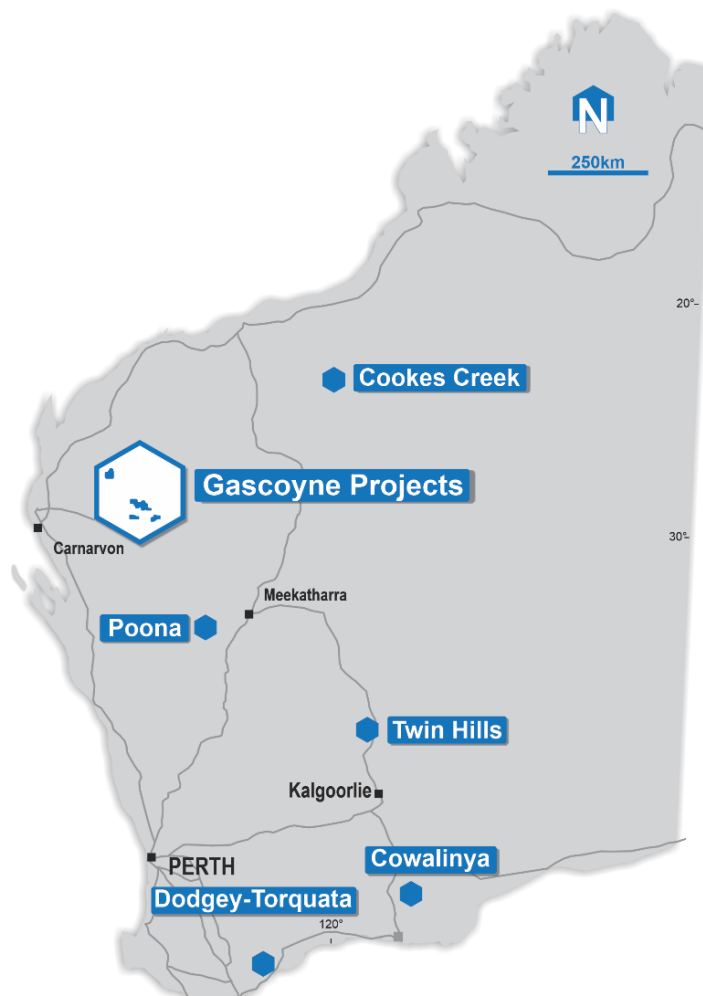 N
250km
20°
Cookes Creek
Gascoyne Projects
30°
Carnarvon
Meekatharra
Poona
Twin Hills
Kalgoorlie
Cowalinya
PERTH
Dodgey-Torquata
120°